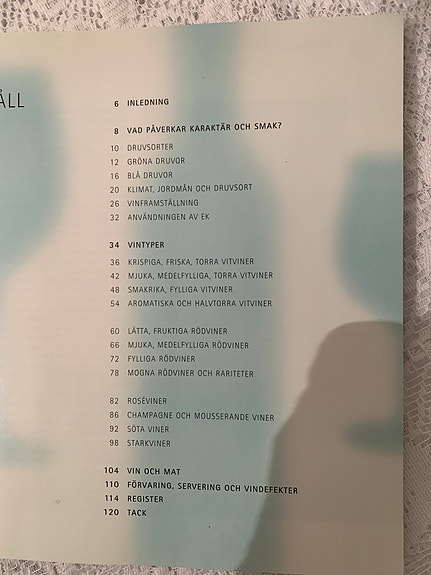 ÅLL
6 INLEDNING
8 VAD PÅVERKAR KARAKTÄR OCH SMAK?
10 DRUVSORTER
12 GRÖNA DRUVOR
16 BLÅ DRUVOR
20 KLIMAT, JORDMÅN OCH DRUVSORT
26 VINFRAMSTÄLLNING
32 ANVÄNDNINGEN AV EK
34 VINTYPER
36 KRISPIGA, FRISKA, TORRA VITVINER
42 MJUKA, MEDELFYLLIGA, TORRA VITVINER
48 SMAKRIKA, FYLLIGA VITVINER
54 AROMATISKA OCH HALVTORRA VITVINER
60 LÄTTA, FRUKTIGA RÖDVINER
66 MJUKA, MEDELFYLLIGA RÖDVINER
72 FYLLIGA RÖDVINER
78 MOGNA RÖDVINER OCH RARITETER
82 ROSÉVINER
86 CHAMPAGNE OCH MOUSSERANDE VINER
92 SÖTA VINER
98 STARKVINER
104 VIN OCH MAT
110 FÖRVARING, SERVERING OCH VINDEFEKTER
114 REGISTER
120 TACK